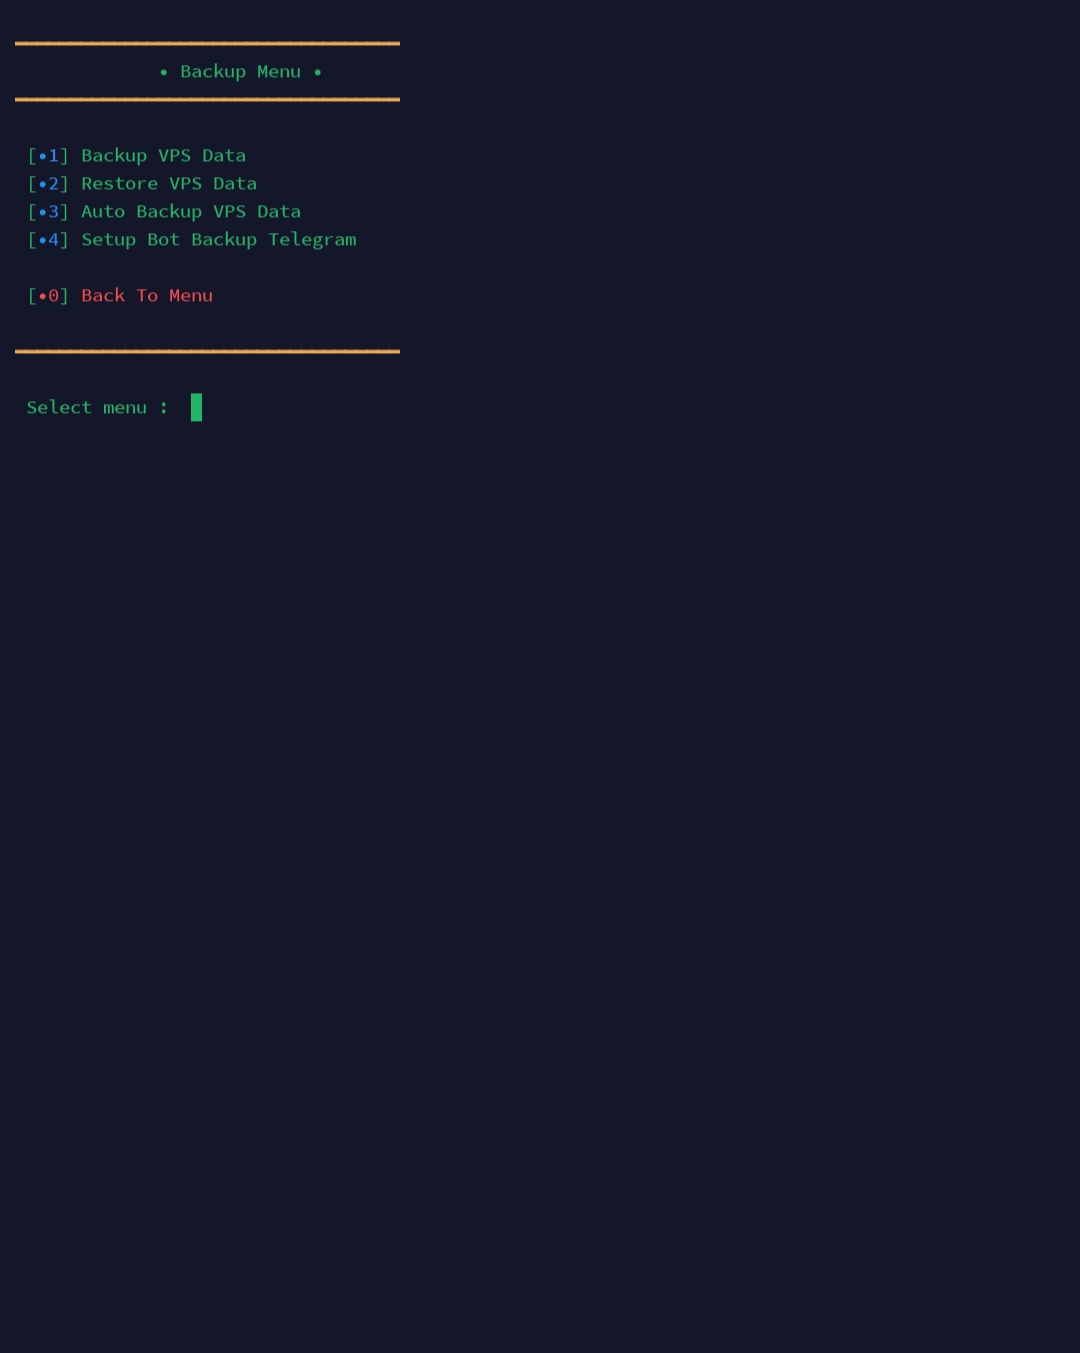 • Backup Menu •
[•1] Backup VPS Data
[•2] Restore VPS Data
[•3] Auto Backup VPS Data
[•4] Setup Bot Backup Telegram
[•0] Back To Menu
Select menu :